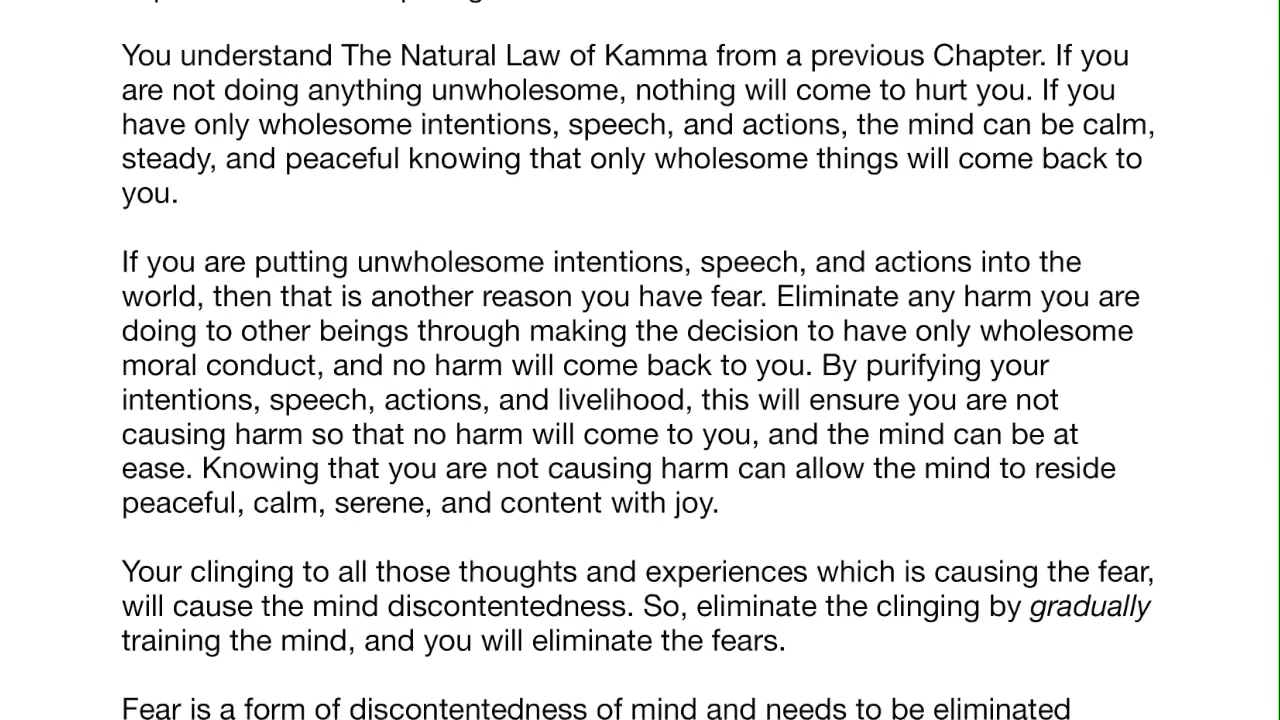 You understand The Natural Law of Kamma from a previous Chapter. If you
are not doing anything unwholesome, nothing will come to hurt you. If you
have only wholesome intentions, speech, and actions, the mind can be calm,
steady, and peaceful knowing that only wholesome things will come back to
you.
If you are putting unwholesome intentions, speech, and actions into the
world, then that is another reason you have fear. Eliminate any harm you are
doing to other beings through making the decision to have only wholesome
moral conduct, and no harm will come back to you. By purifying your
intentions, speech, actions, and livelihood, this will ensure you are not
causing harm so that no harm will come to you, and the mind can be at
ease. Knowing that you are not causing harm can allow the mind to reside
peaceful, calm, serene, and content with joy.
Your clinging to all those thoughts and experiences which is causing the fear,
will cause the mind discontentedness. So, eliminate the clinging by gradually
training the mind, and you will eliminate the fears.
Fear is a form of discontentedness of mind and needs to be eliminated